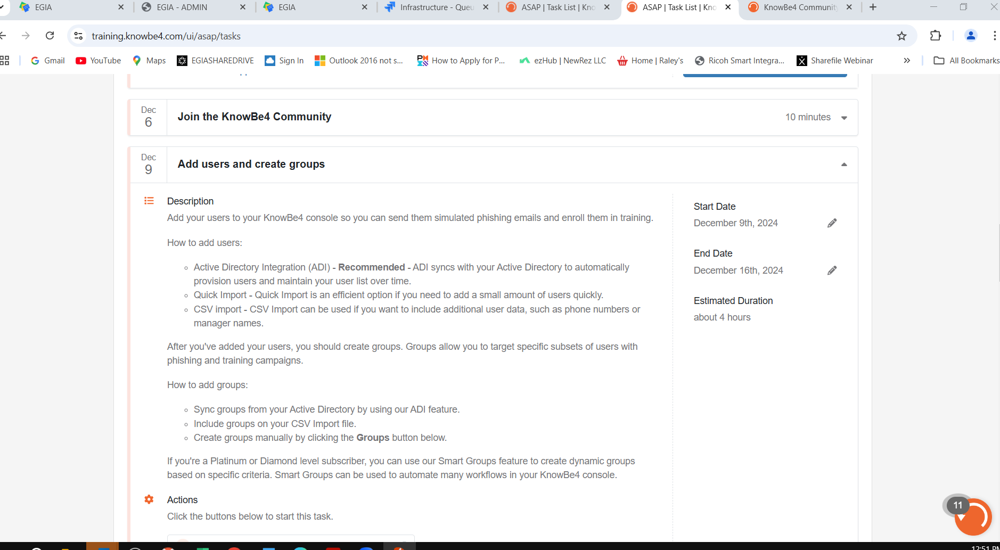 EGIA
EGIA - ADMIN
EGIA
Infrastructure - Queu
ASAP | Task List | Kno
ASAP | Task List | Kno
KnowBe4 Community
training.knowbe4.com/ui/asap/tasks
Gmail
YouTube
Maps
EGIASHAREDRIVE
Sign In
Outlook 2016 not s...
How to Apply for P...
ezHub | NewRez LLC
Home | Raley's
Ricoh Smart Integra...
Sharefile Webinar
All Bookmarks
Dec
6
Join the KnowBe4 Community
10 minutes
Dec
9
Add users and create groups
Description
Add your users to your KnowBe4 console so you can send them simulated phishing emails and enroll them in training.
How to add users:
Active Directory Integration (ADI) - Recommended - ADI syncs with your Active Directory to automatically
provision users and maintain your user list over time.
Quick Import - Quick Import is an efficient option if you need to add a small amount of users quickly.
CSV import - CSV Import can be used if you want to include additional user data, such as phone numbers or
manager names.
After you've added your users, you should create groups. Groups allow you to target specific subsets of users with
phishing and training campaigns.
How to add groups:
Sync groups from your Active Directory by using our ADI feature.
Include groups on your CSV Import file.
Create groups manually by clicking the Groups button below.
If you're a Platinum or Diamond level subscriber, you can use our Smart Groups feature to create dynamic groups
based on specific criteria. Smart Groups can be used to automate many workflows in your KnowBe4 console.
Actions
Click the buttons below to start this task.
Start Date
December 9th, 2024
End Date
December 16th, 2024
Estimated Duration
about 4 hours
11
12:51 PM